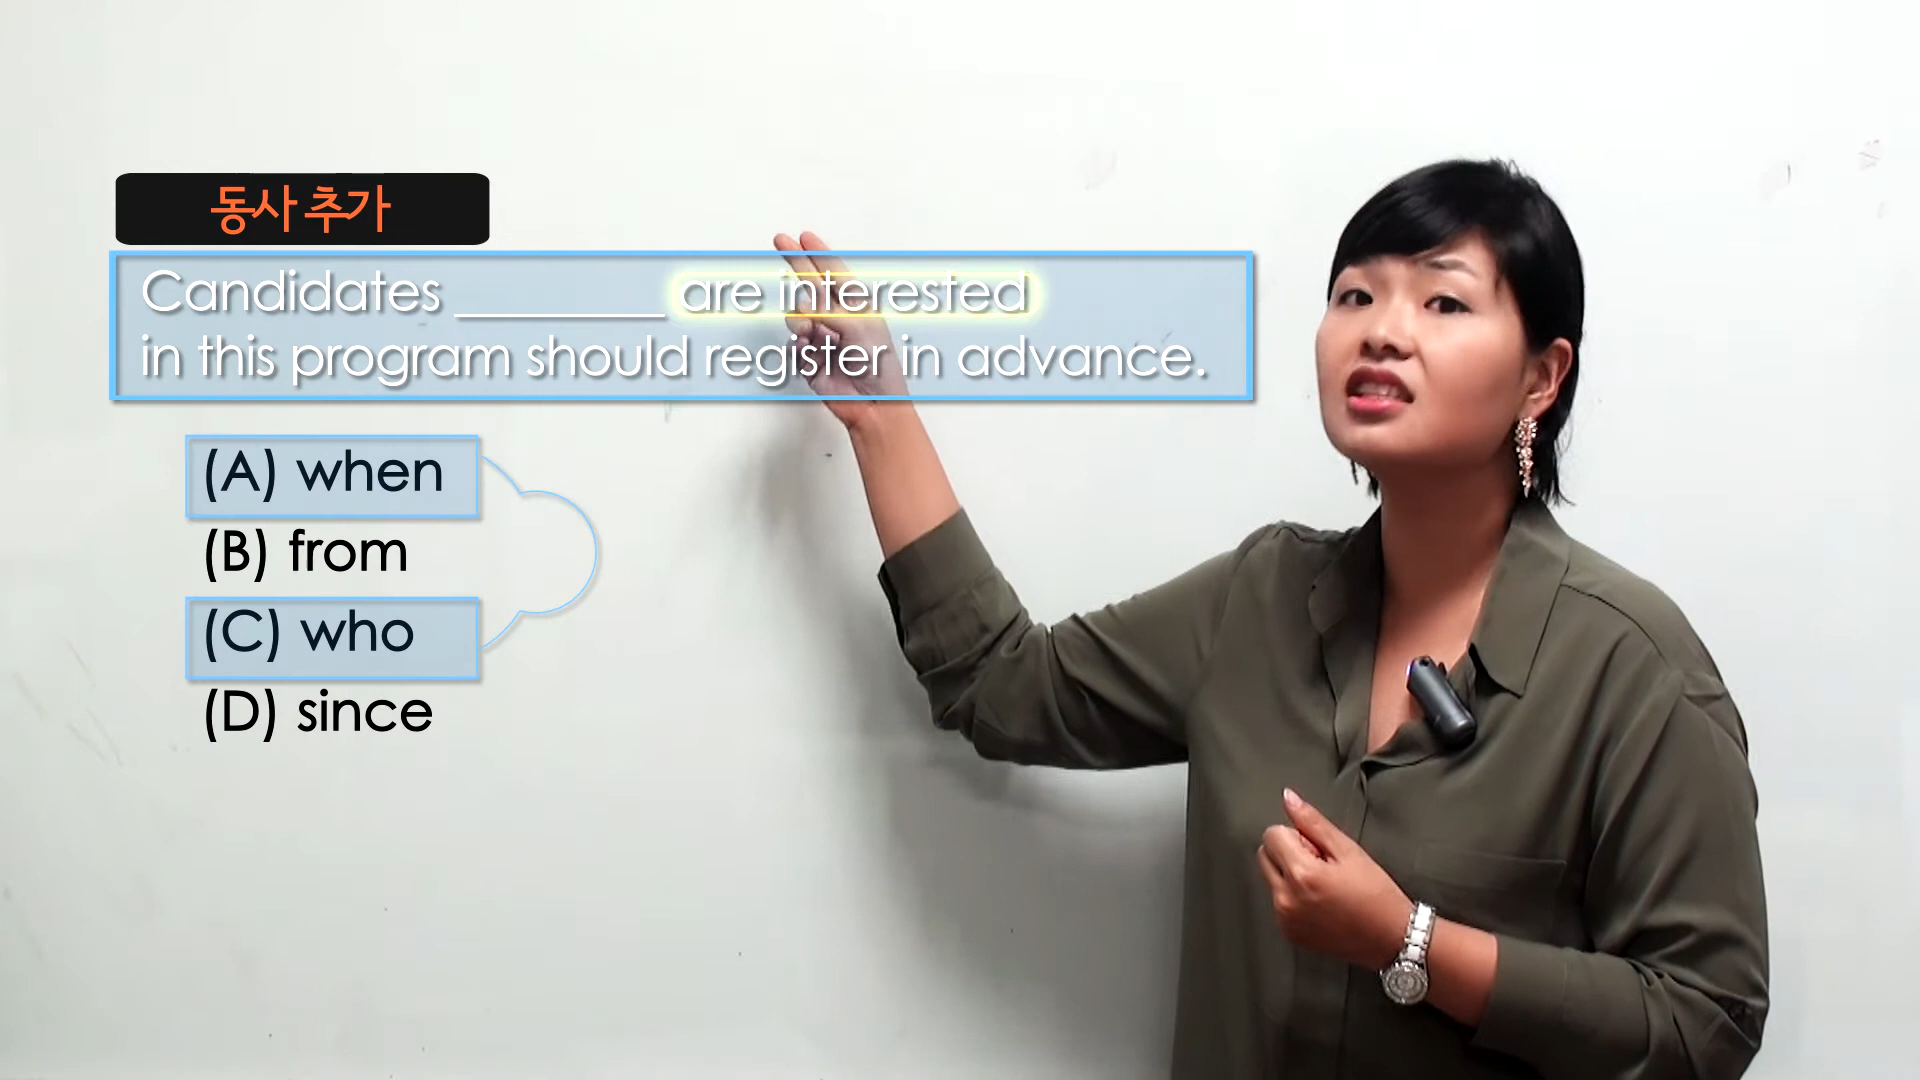 동사 추가
Candidates ________ are interested
in this program should register in advance.
(A) when
(B) from
(C) who
(D) since